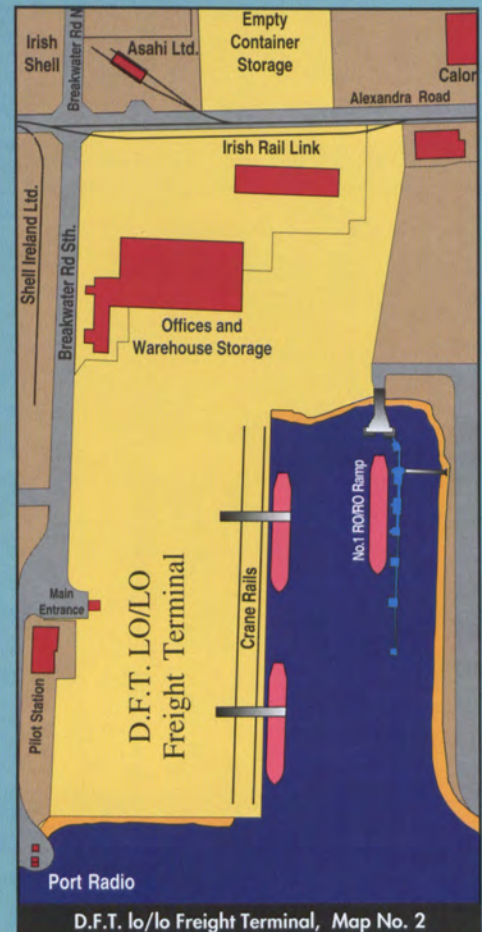 Irish
Shell
Breakwater Rd N
Asahi Ltd.
Empty
Container
Storage
Calor
Alexandra Road
Irish Rail Link
Shell Ireland Ltd.
Breakwater Rd Sth.
Offices and
Warehouse Storage
No.1 RO/RO Ramp
Crane Rails
D.F.T. LO/LO
Freight Terminal
Main
Entrance
Pilot Station
Port Radio
D.F.T. lo/lo Freight Terminal, Map No. 2